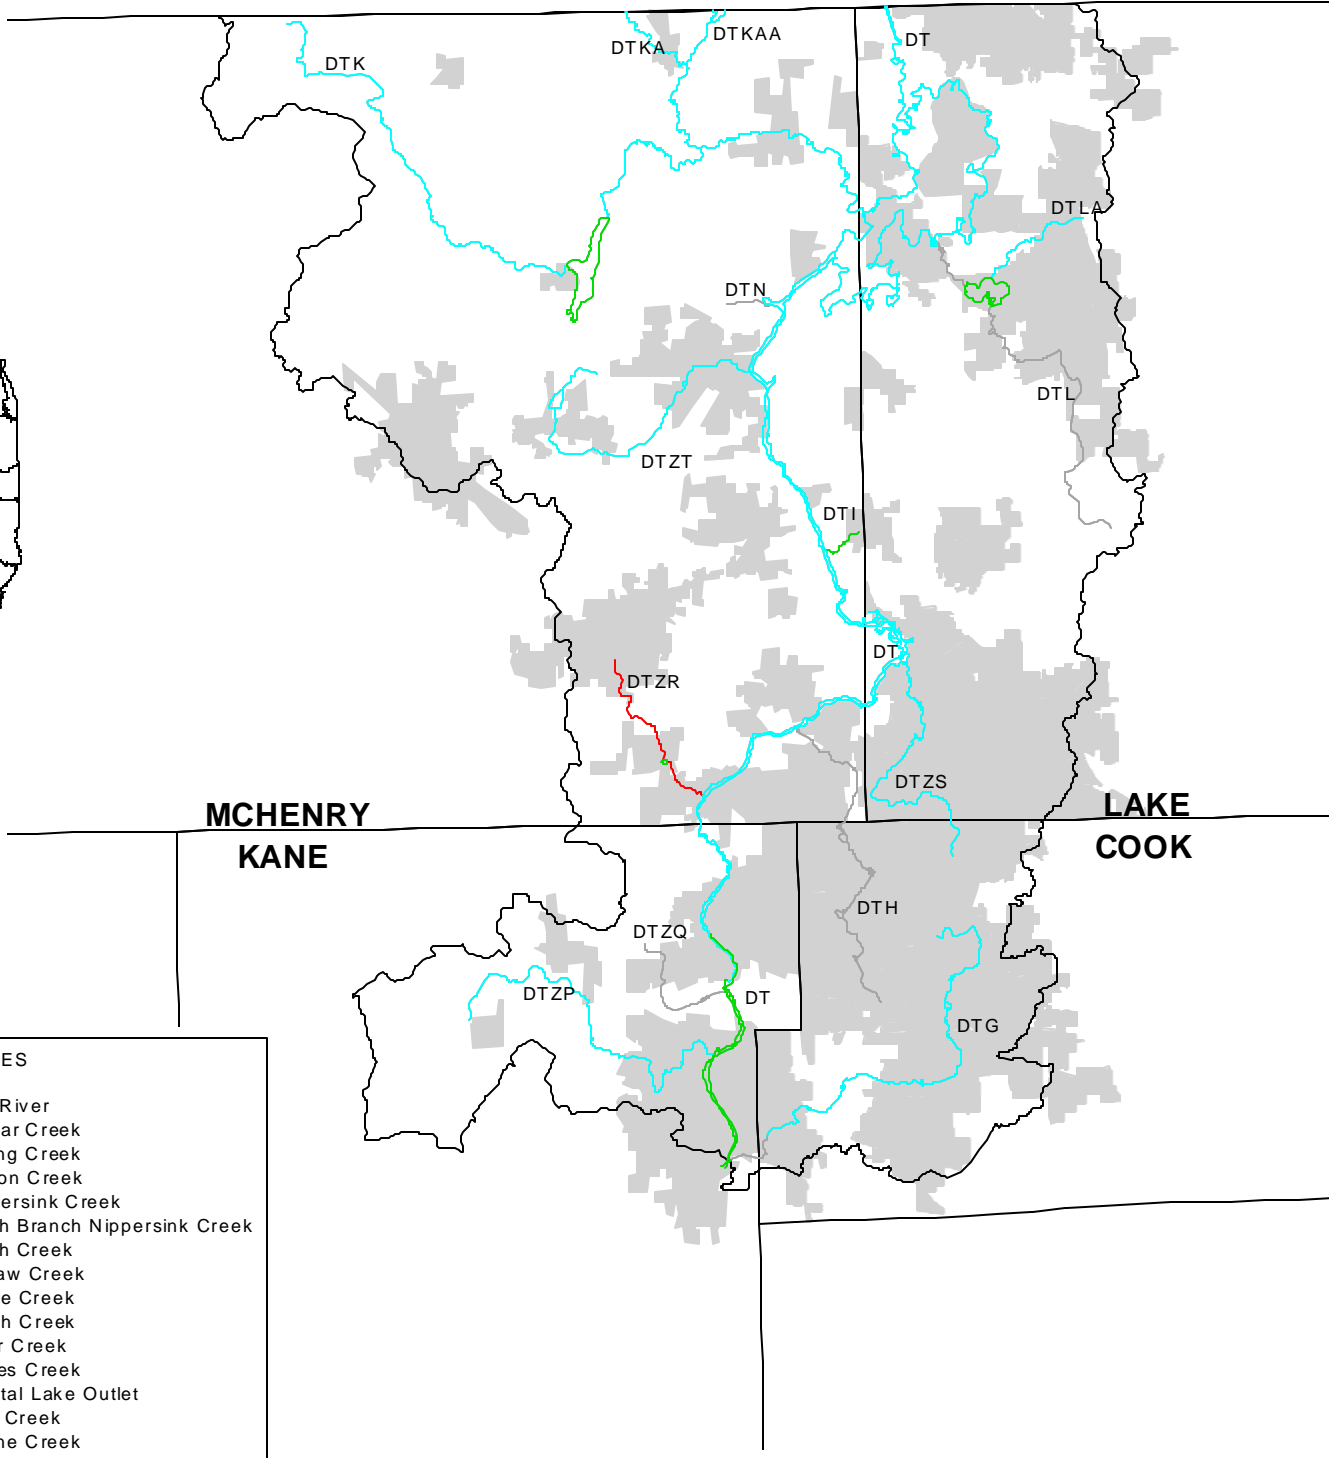 DTKA
DTKAA
DT
DTK
DTLA
DTN
DTL
DTZT
DTI
DT
DTZR
DTZS
MCHENRY
LAKE
KANE
COOK
DTH
DTZQ
DTZP
DT
DTG
ES
River
ar Creek
ng Creek
on Creek
ersink Creek
h Branch Nippersink Creek
h Creek
aw Creek
e Creek
h Creek
r Creek
es Creek
tal Lake Outlet
Creek
ne Creek